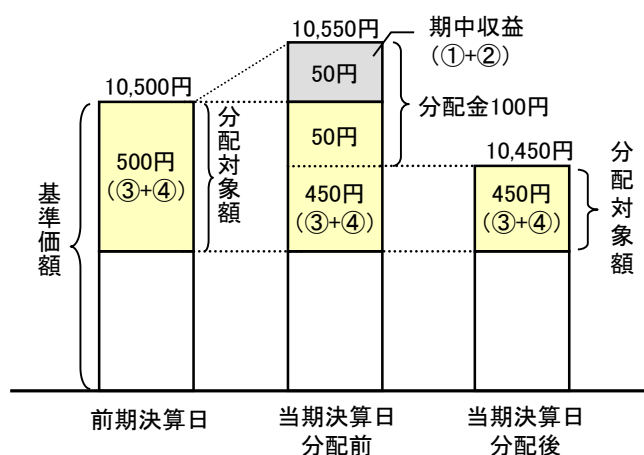 10,550円
期中収益
（①+②）
50円
10,500円
分配金100円
50円
10,450円
500円
（③+④）
分配対象額
450円
（③+④）
450円
（③+④）
分配対象額
基準価額
前期決算日
当期決算日
分配前
当期決算日
分配後